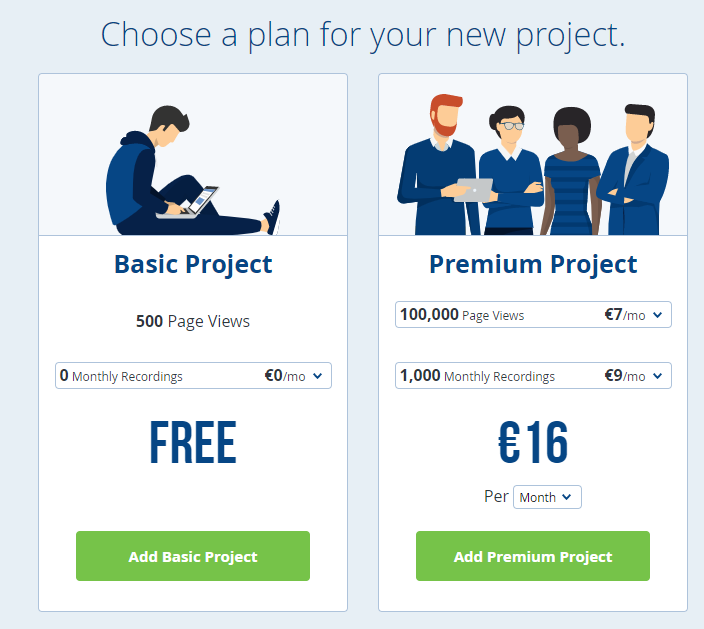 Choose a plan for your new project.
Basic Project
500 Page Views
0 Monthly Recordings €0/mo
FREE
Add Basic Project
Premium Project
100,000 Page Views €7/mo
1,000 Monthly Recordings €9/mo
€16
Per Month
Add Premium Project